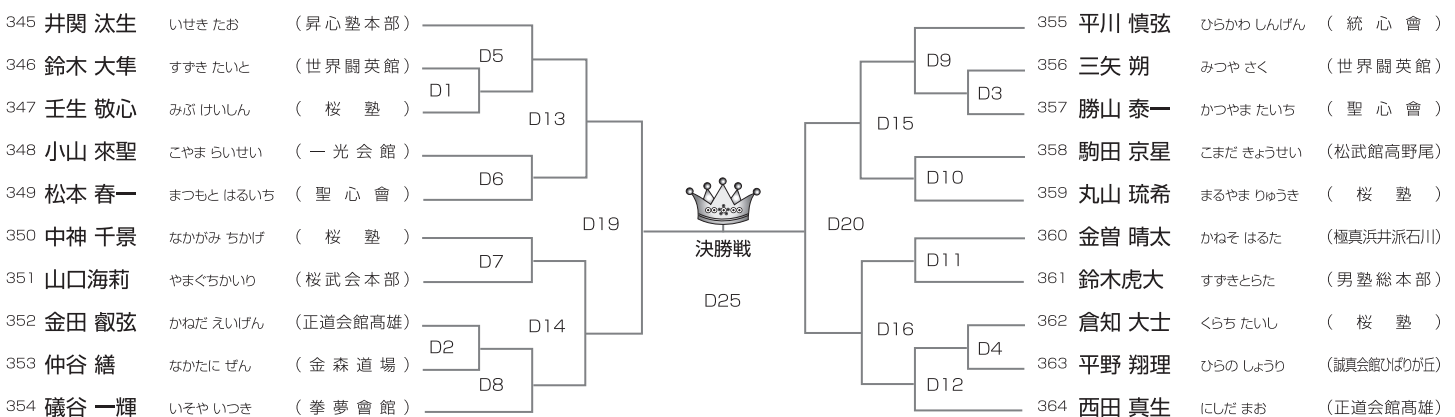 345 井関 汰生 いせき たお （昇心塾本部）
346 鈴木 大隼 すずき たいと （世界闘英館）
347 壬生 敬心 みぶ けいしん （桜塾）
348 小山 來聖 こやま らいせい （一光会館）
349 松本 春一 まつもと はるいち （聖心會）
350 中神 千景 なかがみ ちかげ （桜塾）
351 山口海莉 やまぐちかいり （桜武会本部）
352 金田 叡弦 かねだ えいげん （正道会館髙雄）
353 仲谷 繕 なかたに ぜん （金森道場）
354 礒谷 一輝 いそや いつき （拳夢會館）
D1
D2
D5
D6
D7
D8
D13
D14
D19
決勝戦
D25
D20
D15
D16
D9
D10
D11
D12
D3
D4
355 平川 慎弦 ひらかわ しんげん （統心會）
356 三矢 朔 みつや さく （世界闘英館）
357 勝山 泰一 かつやま たいち （聖心會）
358 駒田 京星 こまだ きょうせい （松武館高野尾）
359 丸山 琉希 まるやま りゅうき （桜塾）
360 金曽 晴太 かねそ はるた （極真浜井派石川）
361 鈴木虎大 すずきとらた （男塾総本部）
362 倉知 大士 くらち たいし （桜塾）
363 平野 翔理 ひらの しょうり （誠真会館ひばりが丘）
364 西田 真生 にしだ まお （正道会館髙雄）